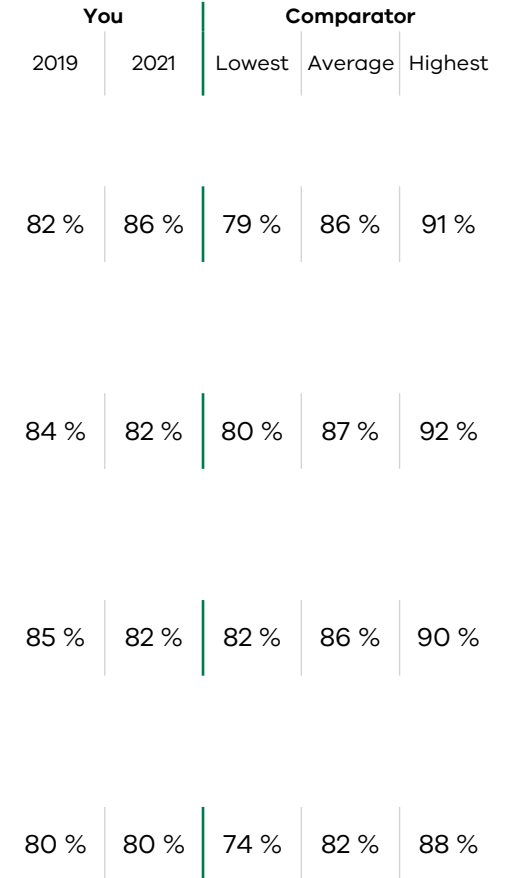 You Comparator
2019 2021 Lowest Average Highest
82 % 86 % 79 % 86 % 91 %
84 % 82 % 80 % 87 % 92 %
85 % 82 % 82 % 86 % 90 %
80 % 80 % 74 % 82 % 88 %